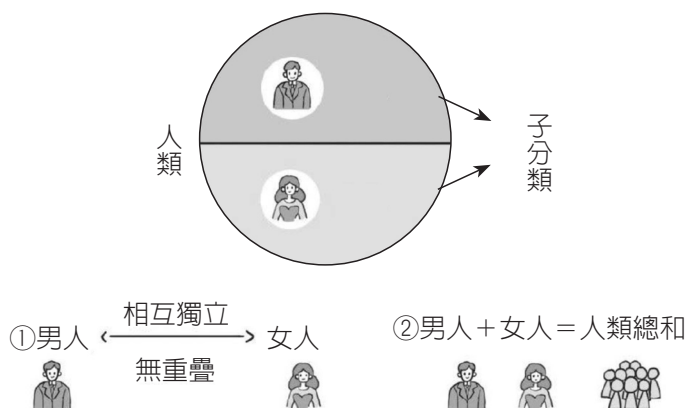 人類
子分類
①男人
相互獨立
無重疊
女人
②男人＋女人＝人類總和